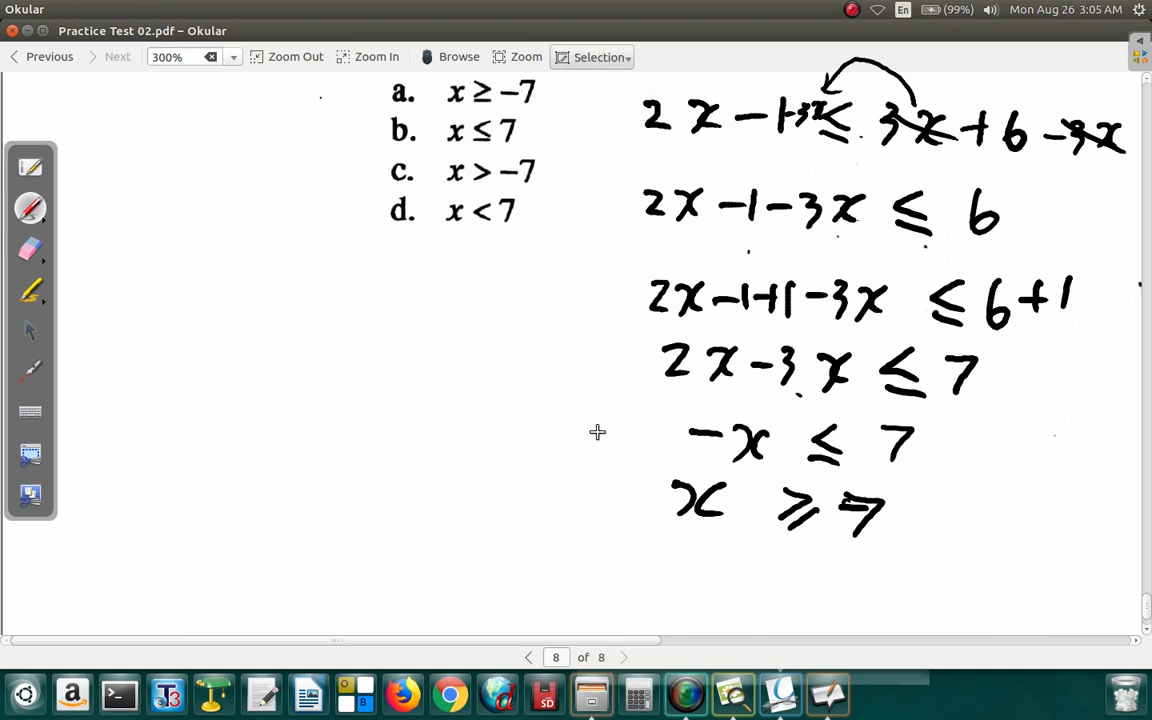 Okular
En (99%) Mon Aug 26 3:05 AM
Practice Test 02.pdf – Okular
Previous Next 300% Zoom Out Zoom In Browse Zoom Selection
a. x ≥ −7
b. x ≤ 7
c. x > −7
d. x < 7
2x − 1 -3x ≤ 3x + 6 − 3x
2x − 1 − 3x ≤ 6
2x − 1 + 1 − 3x ≤ 6 + 1
2x − 3x ≤ 7
−x ≤ 7
x ≥ −7
8 of 8